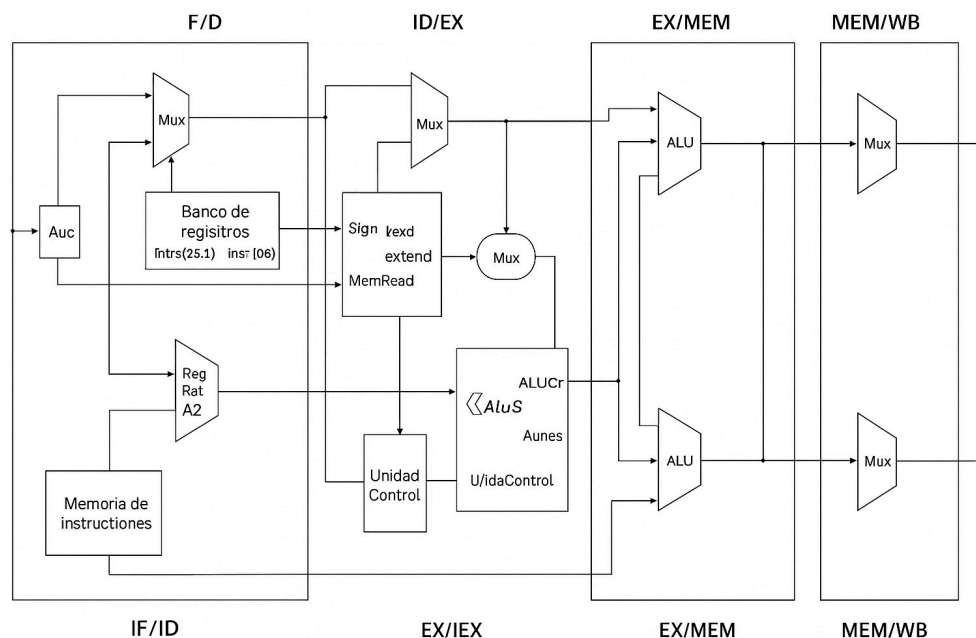 F/D
ID/EX
EX/MEM
MEM/WB
Mux
Mux
ALU
Mux
Auc
Banco de
regisitros
inst [06)
Sign
extend
MemRead
Mux
Reg
Rat
A2
ALUCr
AluS
Aunes
U/idaControl
Unidad
Control
ALU
Mux
Memoria de
instructiones
IF/ID
EX/IEX
EX/MEM
MEM/WB